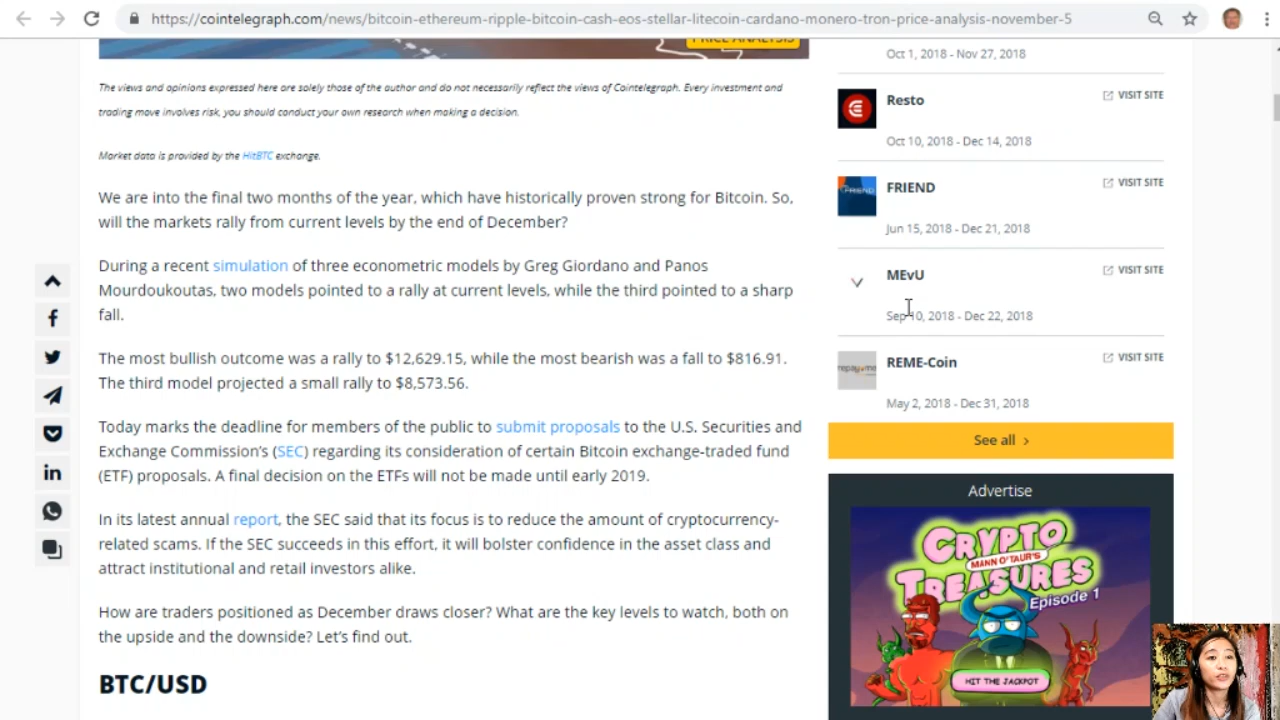 https://cointelegraph.com/news/bitcoin-ethereum-ripple-bitcoin-cash-eos-stellar-litecoin-cardano-monero-tron-price-analysis-november-5
PRICE ANALYSIS
The views and opinions expressed here are solely those of the author and do not necessarily reflect the views of Cointelegraph. Every investment and
trading move involves risk, you should conduct your own research when making a decision.
Market data is provided by the HitBTC exchange.
We are into the final two months of the year, which have historically proven strong for Bitcoin. So,
will the markets rally from current levels by the end of December?
During a recent simulation of three econometric models by Greg Giordano and Panos
Mourdoukoutas, two models pointed to a rally at current levels, while the third pointed to a sharp
fall.
The most bullish outcome was a rally to $12,629.15, while the most bearish was a fall to $816.91.
The third model projected a small rally to $8,573.56.
Today marks the deadline for members of the public to submit proposals to the U.S. Securities and
Exchange Commission's (SEC) regarding its consideration of certain Bitcoin exchange-traded fund
(ETF) proposals. A final decision on the ETFs will not be made until early 2019.
In its latest annual report, the SEC said that its focus is to reduce the amount of cryptocurrency-
related scams. If the SEC succeeds in this effort, it will bolster confidence in the asset class and
attract institutional and retail investors alike.
How are traders positioned as December draws closer? What are the key levels to watch, both on
the upside and the downside? Let's find out.
BTC/USD
Oct 1, 2018 - Nov 27, 2018
Resto
VISIT SITE
Oct 10, 2018 - Dec 14, 2018
FRIEND
FRIEND
VISIT SITE
Jun 15, 2018 - Dec 21, 2018
MEvU
VISIT SITE
Sep 10, 2018 - Dec 22, 2018
repay me
REME-Coin
VISIT SITE
May 2, 2018 - Dec 31, 2018
See all >
Advertise
CRYPTO
MANN O'TAUR'S
TREASURES
Episode 1
HIT THE JACKPOT